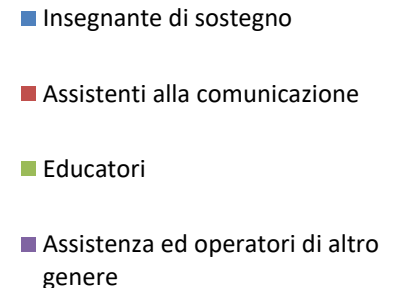 Insegnante di sostegno
Assistenti alla comunicazione
Educatori
Assistenza ed operatori di altro
genere